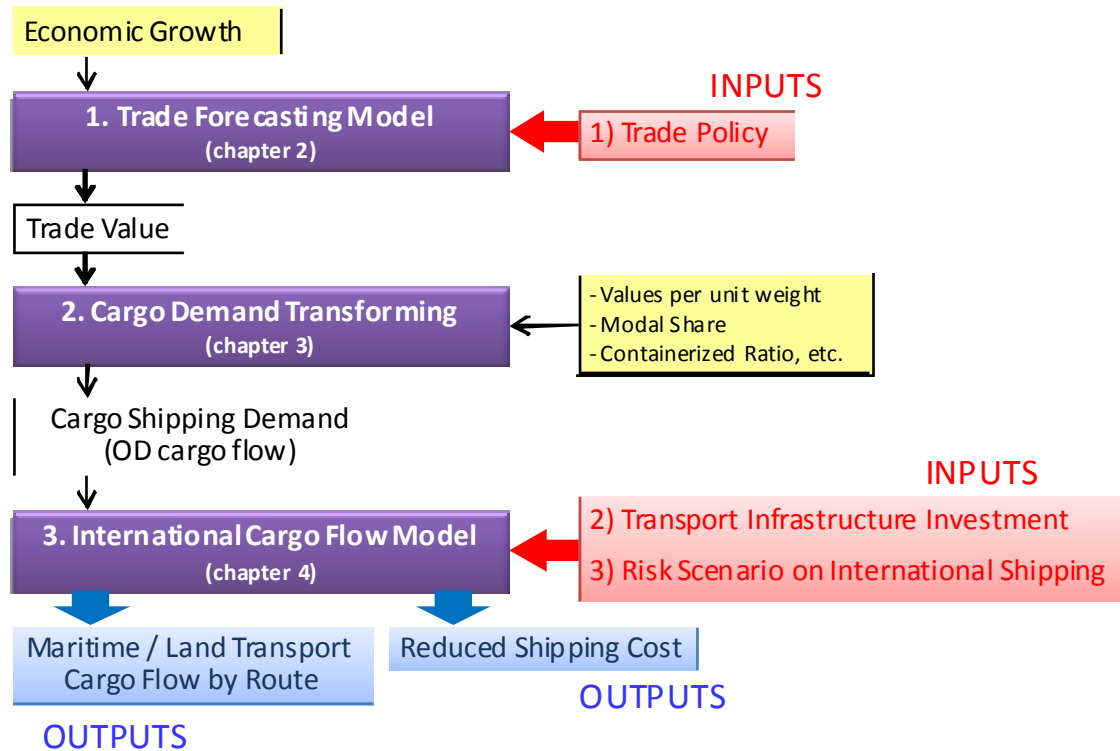 Economic Growth
INPUTS
1. Trade Forecasting Model
(chapter 2)
1) Trade Policy
Trade Value
2. Cargo Demand Transforming
(chapter 3)
- Values per unit weight
- Modal Share
- Containerized Ratio, etc.
Cargo Shipping Demand
(OD cargo flow)
INPUTS
3. International Cargo Flow Model
(chapter 4)
2) Transport Infrastructure Investment
3) Risk Scenario on International Shipping
Maritime / Land Transport
Cargo Flow by Route
Reduced Shipping Cost
OUTPUTS
OUTPUTS